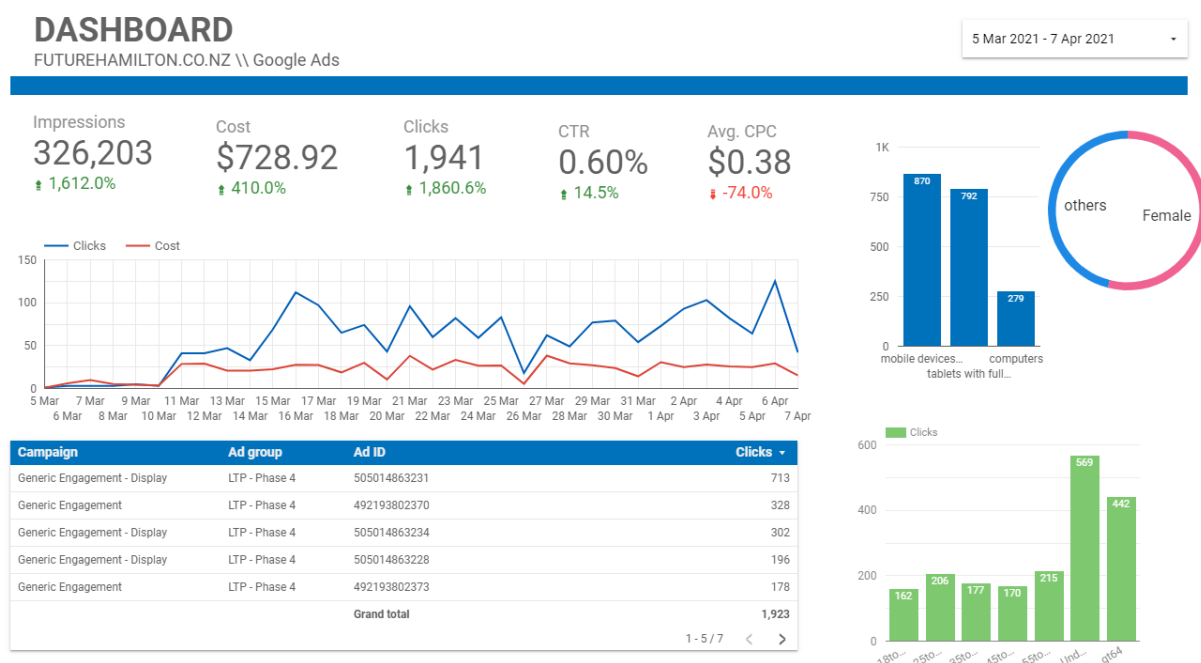 DASHBOARD
FUTUREHAMILTON.CO.NZ \\ Google Ads
5 Mar 2021 - 7 Apr 2021
Impressions
326,203
1,612.0%
Cost
$728.92
410.0%
Clicks
1,941
1,860.6%
CTR
0.60%
14.5%
Avg. CPC
$0.38
-74.0%
Clicks Cost
150
100
50
0
5 Mar 7 Mar 9 Mar 11 Mar 13 Mar 15 Mar 17 Mar 19 Mar 21 Mar 23 Mar 25 Mar 27 Mar 29 Mar 31 Mar 2 Apr 4 Apr 6 Apr
6 Mar 8 Mar 10 Mar 12 Mar 14 Mar 16 Mar 18 Mar 20 Mar 22 Mar 24 Mar 26 Mar 28 Mar 30 Mar 1 Apr 3 Apr 5 Apr 7 Apr
1K
750
500
250
0
870
792
279
mobile devices... computers
tablets with full...
others
Female
Campaign Ad group Ad ID Clicks
Generic Engagement - Display LTP - Phase 4 505014863231 713
Generic Engagement LTP - Phase 4 492193802370 328
Generic Engagement - Display LTP - Phase 4 505014863234 302
Generic Engagement - Display LTP - Phase 4 505014863228 196
Generic Engagement LTP - Phase 4 492193802373 178
Grand total 1,923
1 - 5 / 7
Clicks
600
400
200
0
162
206
177
170
215
569
442
18to... 25to... 35to... 45to... 55to... Und... gt64